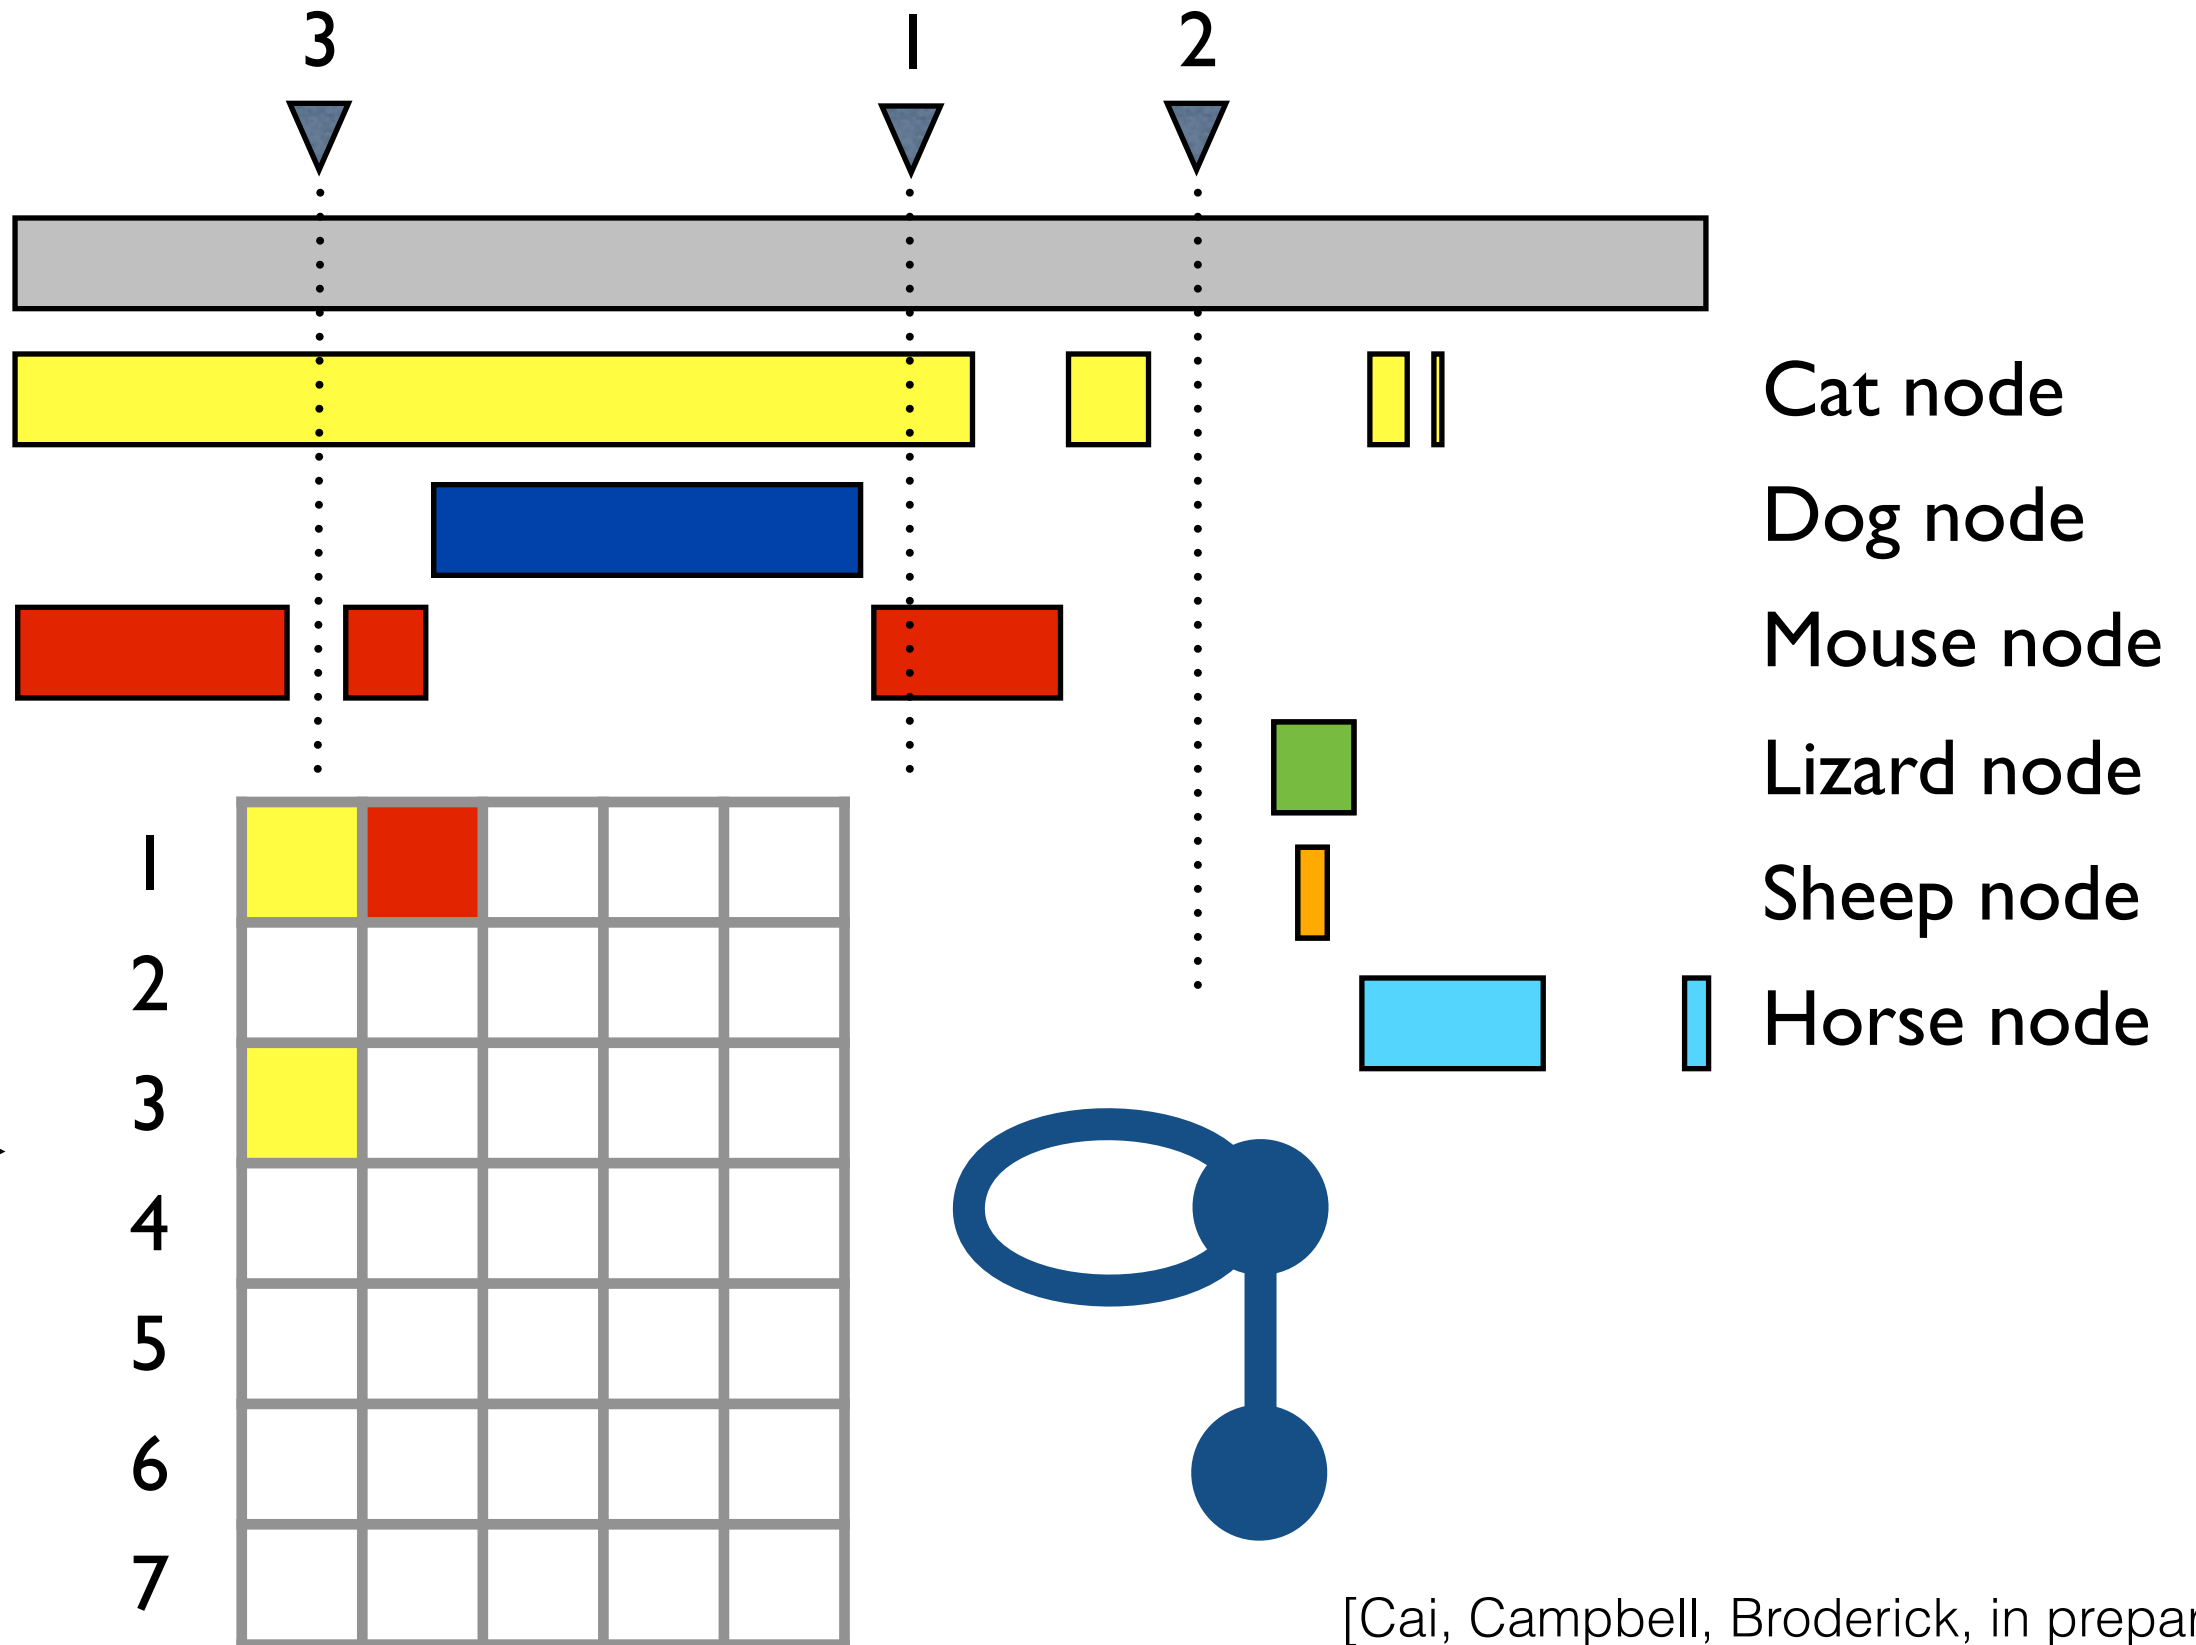 3 1 2
Cat node
Dog node
Mouse node
Lizard node
Sheep node
Horse node
1
2
3
4
5
6
7
[Cai, Campbell, Broderick, in